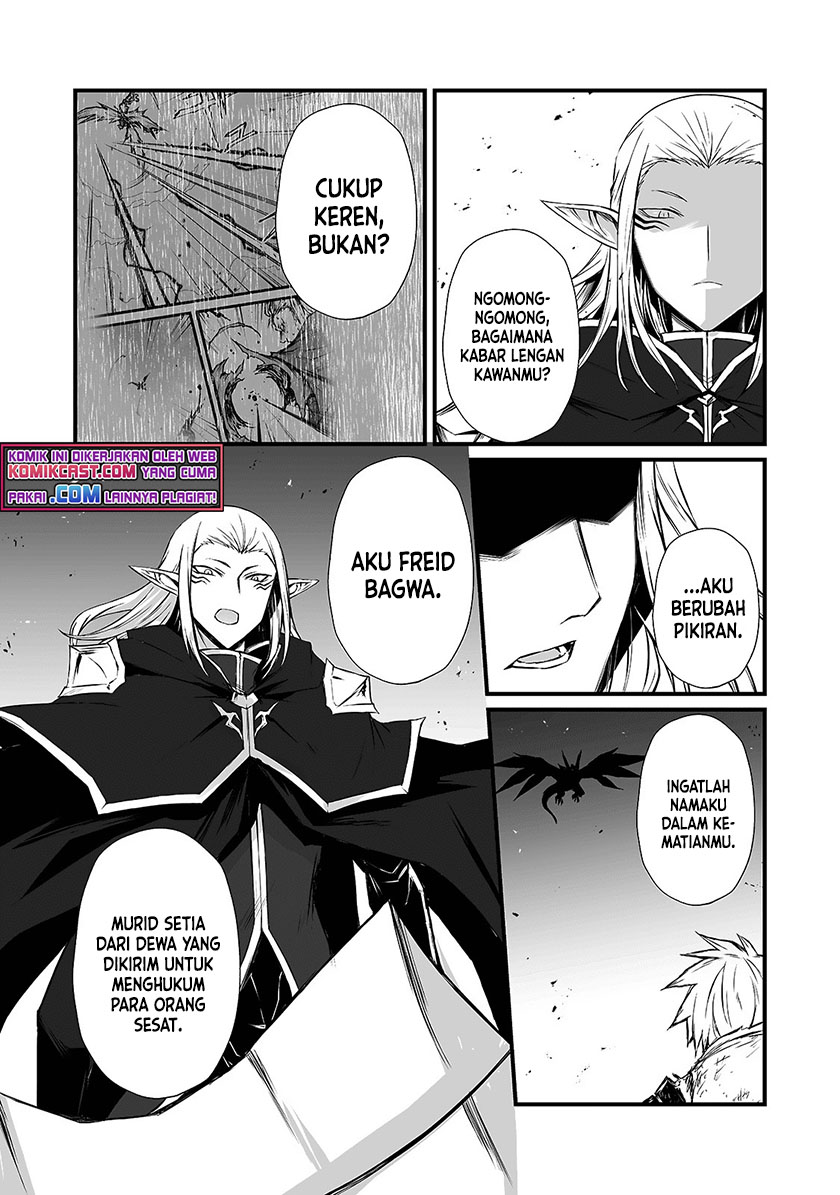 NGOMONG-
NGOMONG,
BAGAIMANA
KABAR LENGAN
KAWANMU?
CUKUP
KEREN,
BUKAN?
...AKU
BERUBAH
PIKIRAN.
INGATLAH
NAMAKU
DALAM KE-
MATIANMU.
AKU FREID
BAGWA.
MURID SETIA
DARI DEWA YANG
DIKIRIM UNTUK
MENGHUKUM
PARA ORANG
SESAT.
KOMIK INI DIKERJAKAN OLEH WEB
KOMIKCAST.COM YANG CUMA
PAKAI .COM LAINNYA PLAGIAT!